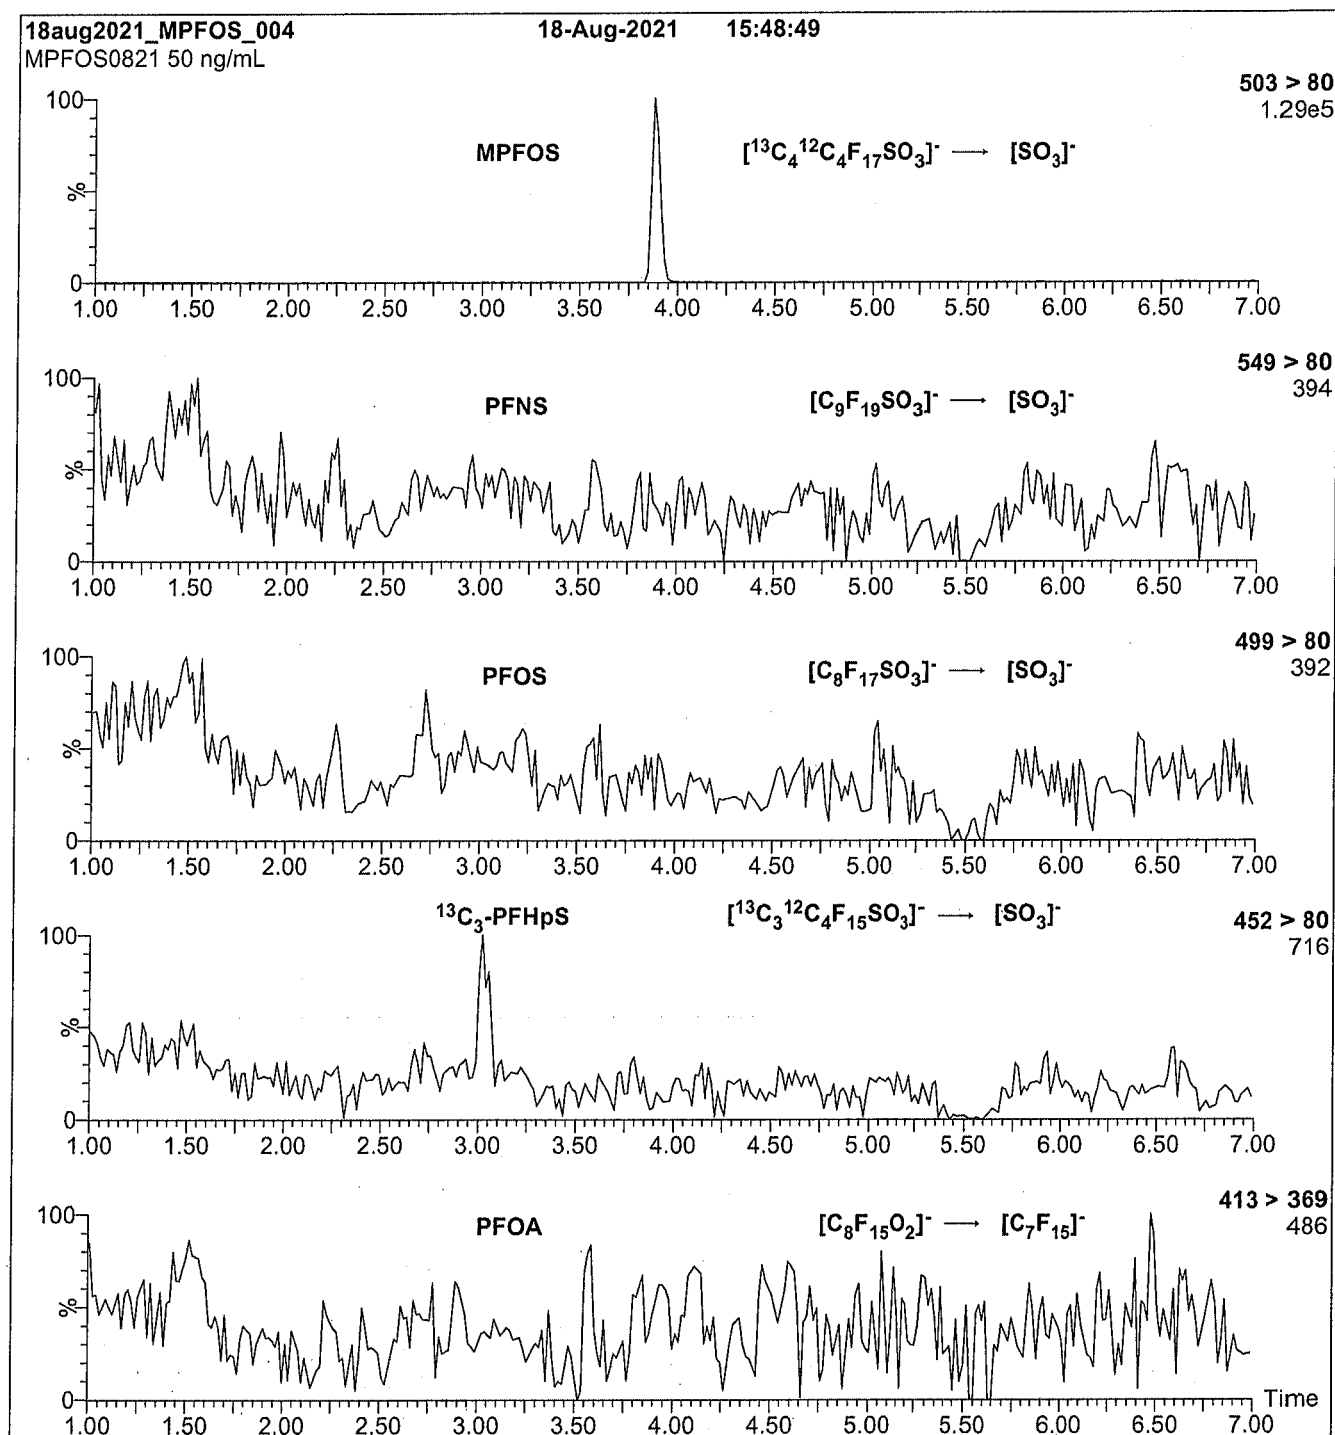 18aug2021_MPFOS_004 18-Aug-2021 15:48:49
MPFOS0821 50 ng/mL
503 > 80
1.29e5
100
MPFOS [¹³C₄¹²C₄F₁₇SO₃]⁻ → [SO₃]⁻
%
0
1.00 1.50 2.00 2.50 3.00 3.50 4.00 4.50 5.00 5.50 6.00 6.50 7.00
549 > 80
394
100
PFNS [C₉F₁₉SO₃]⁻ → [SO₃]⁻
%
0
1.00 1.50 2.00 2.50 3.00 3.50 4.00 4.50 5.00 5.50 6.00 6.50 7.00
499 > 80
392
100
PFOS [C₈F₁₇SO₃]⁻ → [SO₃]⁻
%
0
1.00 1.50 2.00 2.50 3.00 3.50 4.00 4.50 5.00 5.50 6.00 6.50 7.00
¹³C₃-PFHpS [¹³C₃¹²C₄F₁₅SO₃]⁻ → [SO₃]⁻ 452 > 80
716
100
%
0
1.00 1.50 2.00 2.50 3.00 3.50 4.00 4.50 5.00 5.50 6.00 6.50 7.00
413 > 369
486
100
PFOA [C₈F₁₅O₂]⁻ → [C₇F₁₅]⁻
%
0 Time
1.00 1.50 2.00 2.50 3.00 3.50 4.00 4.50 5.00 5.50 6.00 6.50 7.00